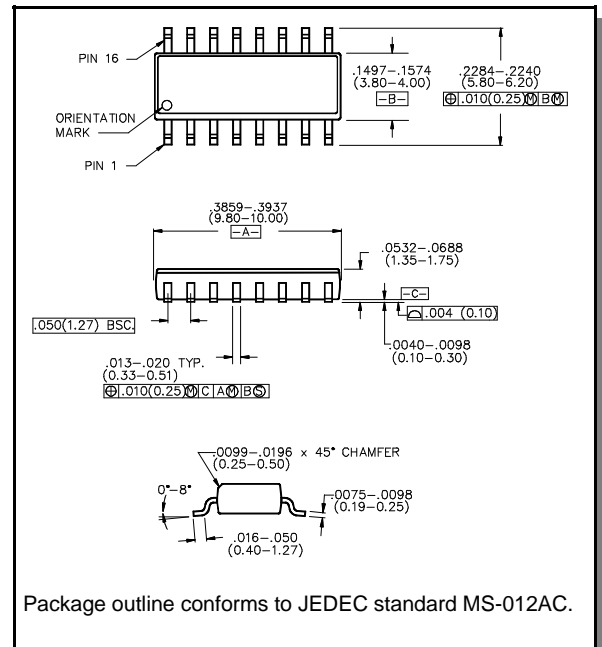 PIN 16
ORIENTATION
MARK
PIN 1
.1497–.1574
(3.80–4.00)
–B–
.2284–.2240
(5.80–6.20)
⌖ .010(0.25)Ⓜ B Ⓜ
.3859–.3937
(9.80–10.00)
–A–
.0532–.0688
(1.35–1.75)
–C–
⌓ .004 (0.10)
.050(1.27) BSC.
.0040–.0098
(0.10–0.30)
.013–.020 TYP.
(0.33–0.51)
⌖ .010(0.25)Ⓜ C A Ⓜ B Ⓢ
.0099–.0196 x 45° CHAMFER
(0.25–0.50)
0°–8°
.0075–.0098
(0.19–0.25)
.016–.050
(0.40–1.27)
Package outline conforms to JEDEC standard MS-012AC.